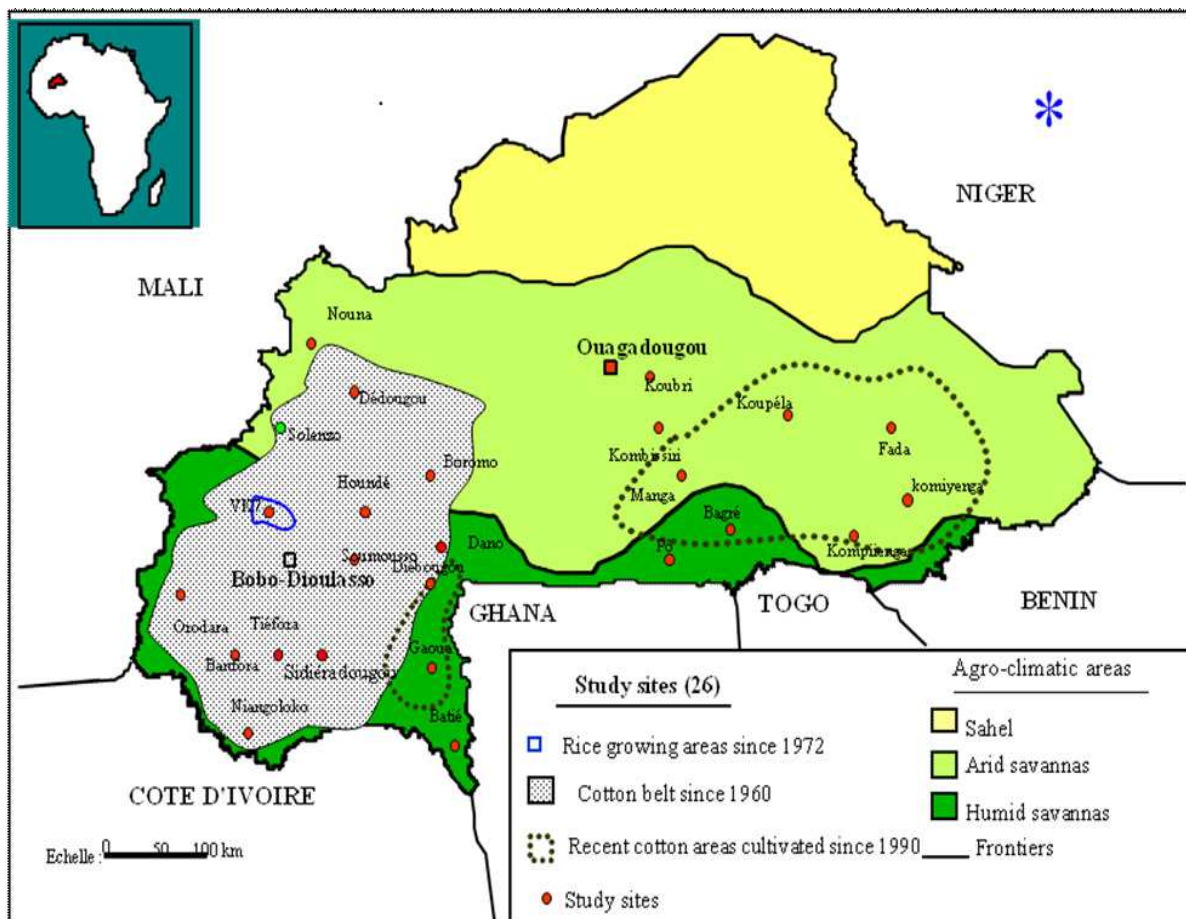 *
NIGER
MALI
Nouna
Ouagadougou
Koubri
Dédougou
Koupéla
Solenzo
Fada
Boromo
Kombissiri
Houndé
Manga
komiyenga
VK7
Bagré
Dano
Pô
Kompienga
Soumousso
Diébougou
Bobo-Dioulasso
GHANA
TOGO
BENIN
Orodara
Tiéfora
Gaoua
Banfora
Sidéradougou
Niangoloko
Batié
COTE D'IVOIRE
Echelle :
0
100 km
Study sites (26)
Rice growing areas since 1972
Cotton belt since 1960
Recent cotton areas cultivated since 1990
Study sites
Agro-climatic areas
Sahel
Arid savannas
Humid savannas
Frontiers